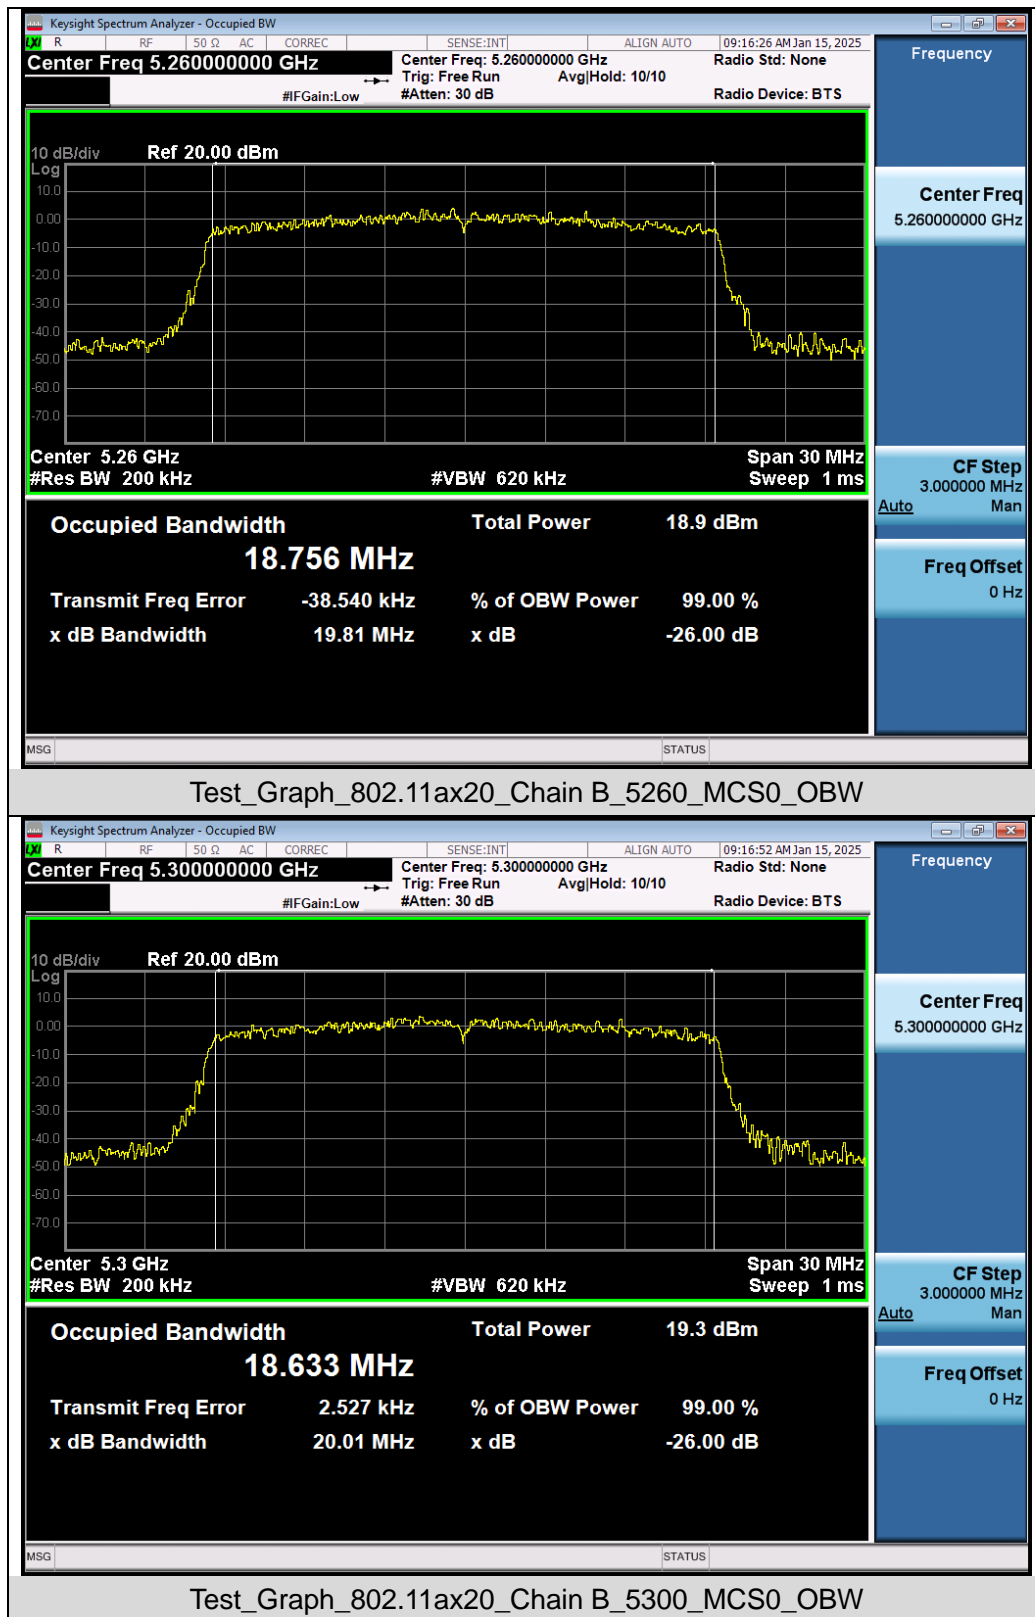 Keysight Spectrum Analyzer - Occupied BW
LXI R RF 50 Ω AC CORREC SENSE:INT ALIGN AUTO 09:16:26 AM Jan 15, 2025
Center Freq 5.260000000 GHz
Center Freq: 5.260000000 GHz Radio Std: None
Trig: Free Run Avg|Hold: 10/10
#IFGain:Low #Atten: 30 dB Radio Device: BTS
10 dB/div Ref 20.00 dBm
Log
10.0
0.00
-10.0
-20.0
-30.0
-40.0
-50.0
-60.0
-70.0
Center 5.26 GHz Span 30 MHz
#Res BW 200 kHz #VBW 620 kHz Sweep 1 ms
Occupied Bandwidth Total Power 18.9 dBm
18.756 MHz
Transmit Freq Error -38.540 kHz % of OBW Power 99.00 %
x dB Bandwidth 19.81 MHz x dB -26.00 dB
MSG STATUS
Frequency
Center Freq
5.260000000 GHz
CF Step
3.000000 MHz
Auto Man
Freq Offset
0 Hz
Test_Graph_802.11ax20_Chain B_5260_MCS0_OBW
Keysight Spectrum Analyzer - Occupied BW
LXI R RF 50 Ω AC CORREC SENSE:INT ALIGN AUTO 09:16:52 AM Jan 15, 2025
Center Freq 5.300000000 GHz
Center Freq: 5.300000000 GHz Radio Std: None
Trig: Free Run Avg|Hold: 10/10
#IFGain:Low #Atten: 30 dB Radio Device: BTS
10 dB/div Ref 20.00 dBm
Log
10.0
0.00
-10.0
-20.0
-30.0
-40.0
-50.0
-60.0
-70.0
Center 5.3 GHz Span 30 MHz
#Res BW 200 kHz #VBW 620 kHz Sweep 1 ms
Occupied Bandwidth Total Power 19.3 dBm
18.633 MHz
Transmit Freq Error 2.527 kHz % of OBW Power 99.00 %
x dB Bandwidth 20.01 MHz x dB -26.00 dB
MSG STATUS
Frequency
Center Freq
5.300000000 GHz
CF Step
3.000000 MHz
Auto Man
Freq Offset
0 Hz
Test_Graph_802.11ax20_Chain B_5300_MCS0_OBW